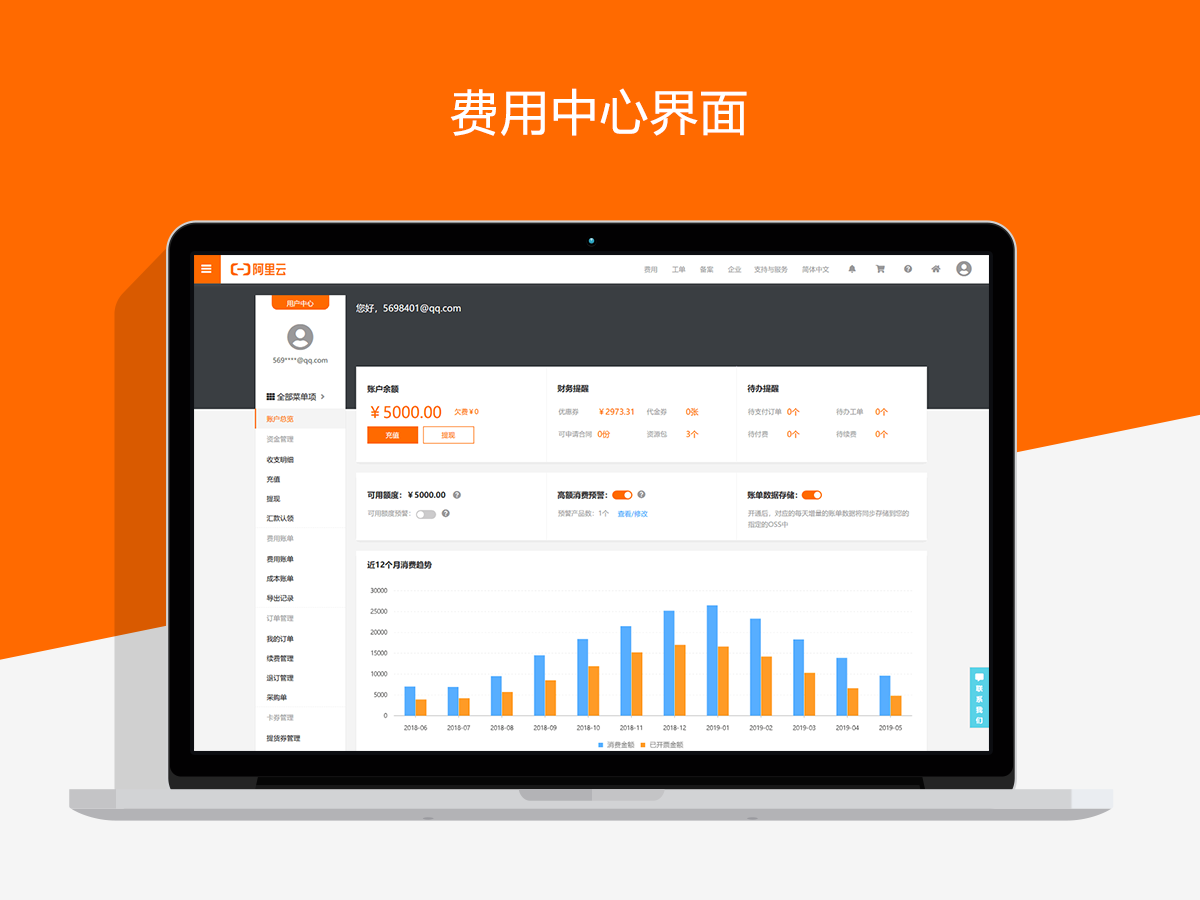 费用中心界面
阿里云
费用 工单 备案 企业 支持与服务 简体中文
用户中心
您好，5698401@qq.com
569****@qq.com
全部菜单项
账户总览
资金管理
收支明细
充值
提现
汇款认领
费用账单
费用账单
成本账单
导出记录
订单管理
我的订单
续费管理
退订管理
采购单
卡券管理
提货券管理
账户余额
¥5000.00 欠费¥0
充值 提现
财务提醒
优惠券 ¥2973.31 代金券 0张
可申请合同 0份 资源包 3个
待办提醒
待支付订单 0个 待办工单 0个
待付费 0个 待续费 0个
可用额度：¥5000.00
可用额度预警：
高额消费预警：
预警产品数：1个 查看/修改
账单数据存储：
开通后，对应的每天增量的账单数据将同步存储到您的
指定的OSS中
近12个月消费趋势
30000
25000
20000
15000
10000
5000
0
2018-06 2018-07 2018-08 2018-09 2018-10 2018-11 2018-12 2019-01 2019-02 2019-03 2019-04 2019-05
消费金额 已开票金额
联系我们